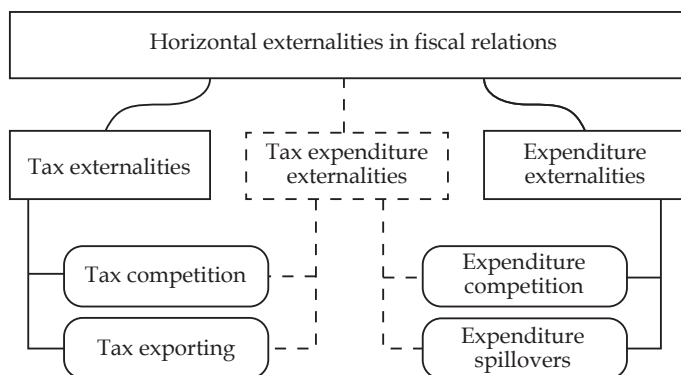 Horizontal externalities in fiscal relations
Tax externalities
Tax expenditure
externalities
Expenditure
externalities
Tax competition
Expenditure
competition
Tax exporting
Expenditure
spillovers